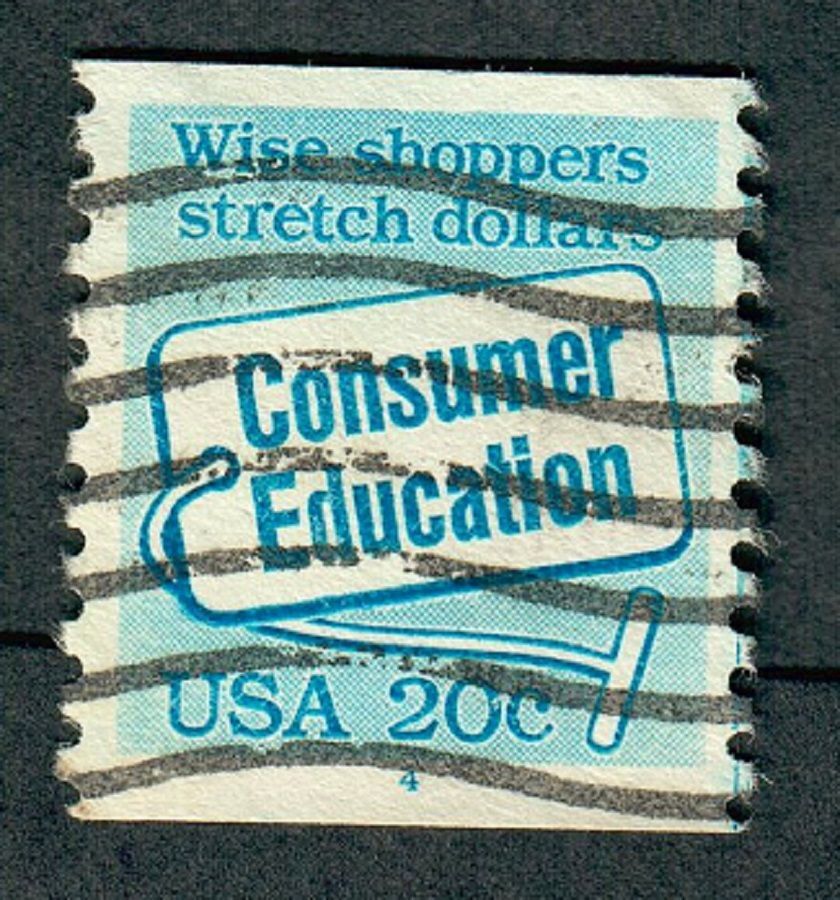 Wise shoppers
stretch dollars
Consumer
Education
USA 20c
4